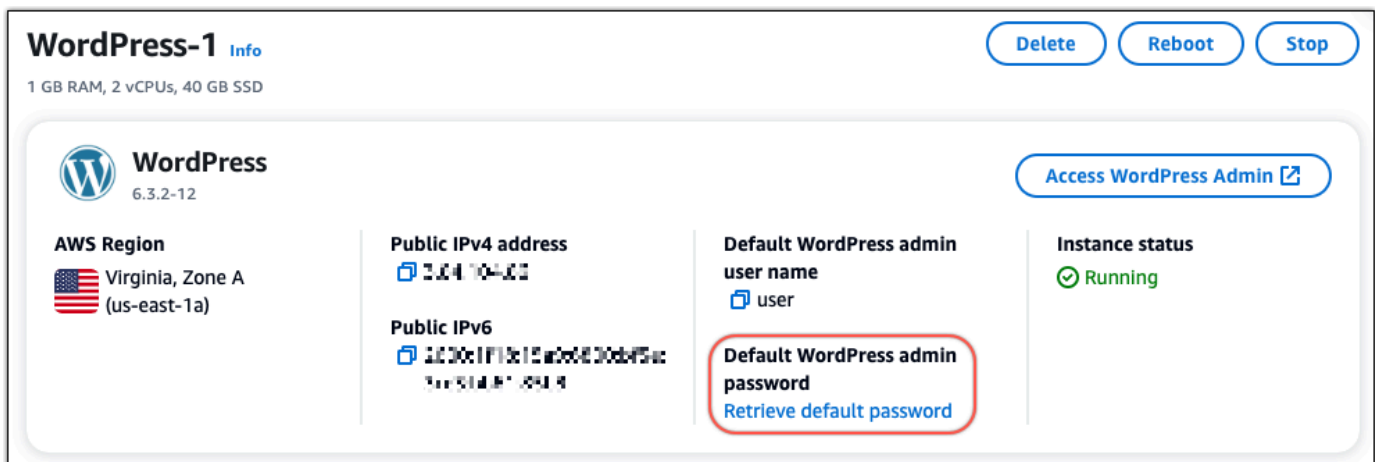 WordPress-1 Info
Delete
Reboot
Stop
1 GB RAM, 2 vCPUs, 40 GB SSD
WordPress
6.3.2-12
Access WordPress Admin
AWS Region
Virginia, Zone A
(us-east-1a)
Public IPv4 address
Public IPv6
Default WordPress admin
user name
user
Default WordPress admin
password
Retrieve default password
Instance status
Running